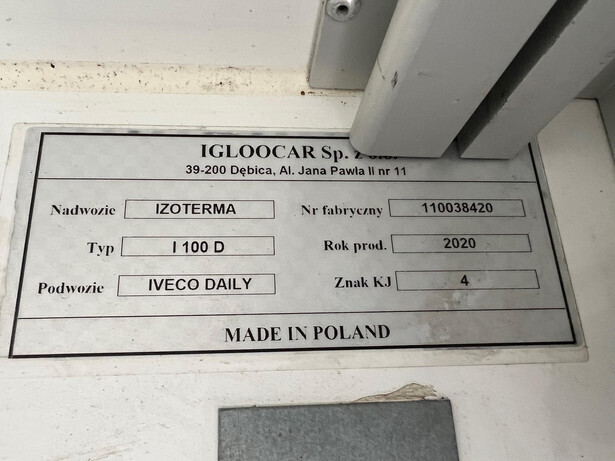 IGLOOCAR Sp. z o.o.
39-200 Dębica, Al. Jana Pawla II nr 11
Nadwozie IZOTERMA Nr fabryczny 110038420
Typ I 100 D Rok prod. 2020
Podwozie IVECO DAILY Znak KJ 4
MADE IN POLAND